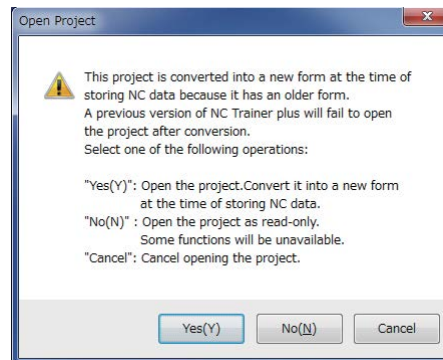 Open Project
This project is converted into a new form at the time of
storing NC data because it has an older form.
A previous version of NC Trainer plus will fail to open
the project after conversion.
Select one of the following operations:
"Yes(Y)": Open the project.Convert it into a new form
at the time of storing NC data.
"No(N)" : Open the project as read-only.
Some functions will be unavailable.
"Cancel": Cancel opening the project.
Yes(Y) No(N) Cancel